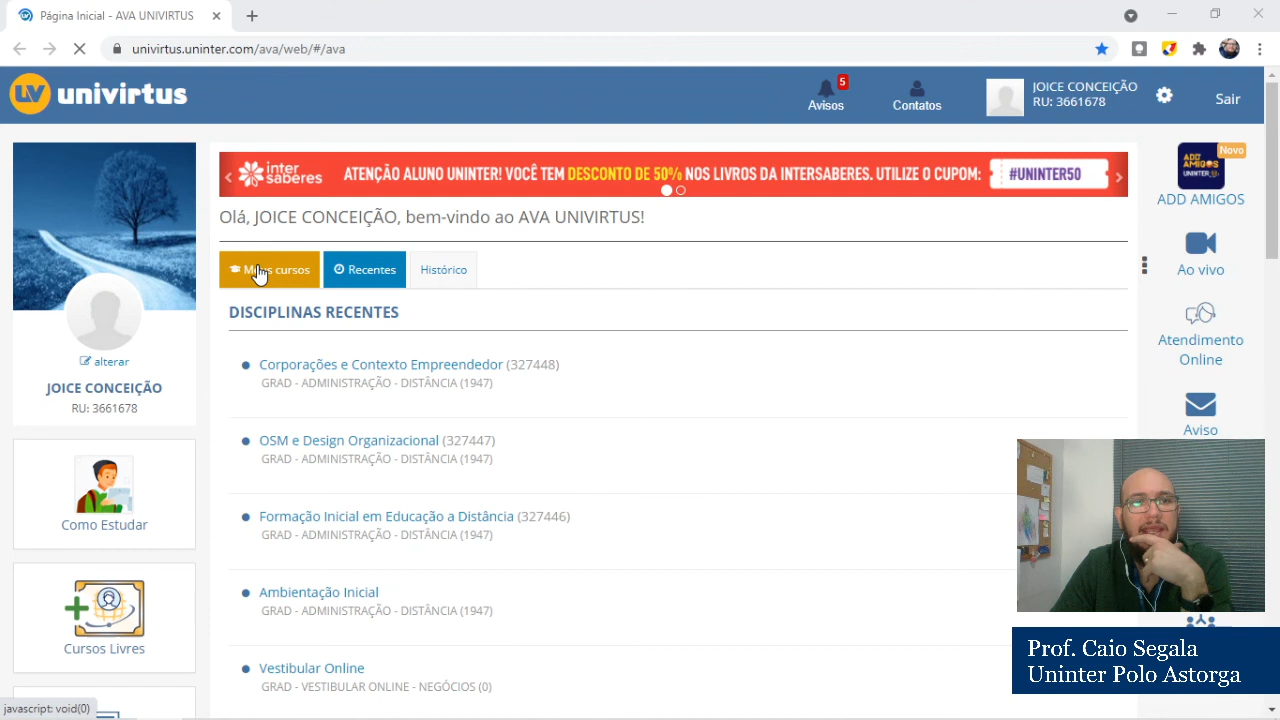 Página Inicial - AVA UNIVIRTUS
univirtus.uninter.com/ava/web/#/ava
univirtus
5
Avisos
Contatos
JOICE CONCEIÇÃO
RU: 3661678
Sair
inter saberes
ATENÇÃO ALUNO UNINTER! VOCÊ TEM DESCONTO DE 50% NOS LIVROS DA INTERSABERES. UTILIZE O CUPOM:
#UNINTER50
Olá, JOICE CONCEIÇÃO, bem-vindo ao AVA UNIVIRTUS!
cursos
Recentes
Histórico
DISCIPLINAS RECENTES
Corporações e Contexto Empreendedor (327448)
GRAD - ADMINISTRAÇÃO - DISTÂNCIA (1947)
OSM e Design Organizacional (327447)
GRAD - ADMINISTRAÇÃO - DISTÂNCIA (1947)
Formação Inicial em Educação a Distância (327446)
GRAD - ADMINISTRAÇÃO - DISTÂNCIA (1947)
Ambientação Inicial
GRAD - ADMINISTRAÇÃO - DISTÂNCIA (1947)
Vestibular Online
GRAD - VESTIBULAR ONLINE - NEGÓCIOS (0)
alterar
JOICE CONCEIÇÃO
RU: 3661678
Como Estudar
Cursos Livres
javascript: void(0)
Novo
ADD
AMIGOS
UNINTER
ADD AMIGOS
Ao vivo
Atendimento
Online
Aviso
Prof. Caio Segala
Uninter Polo Astorga